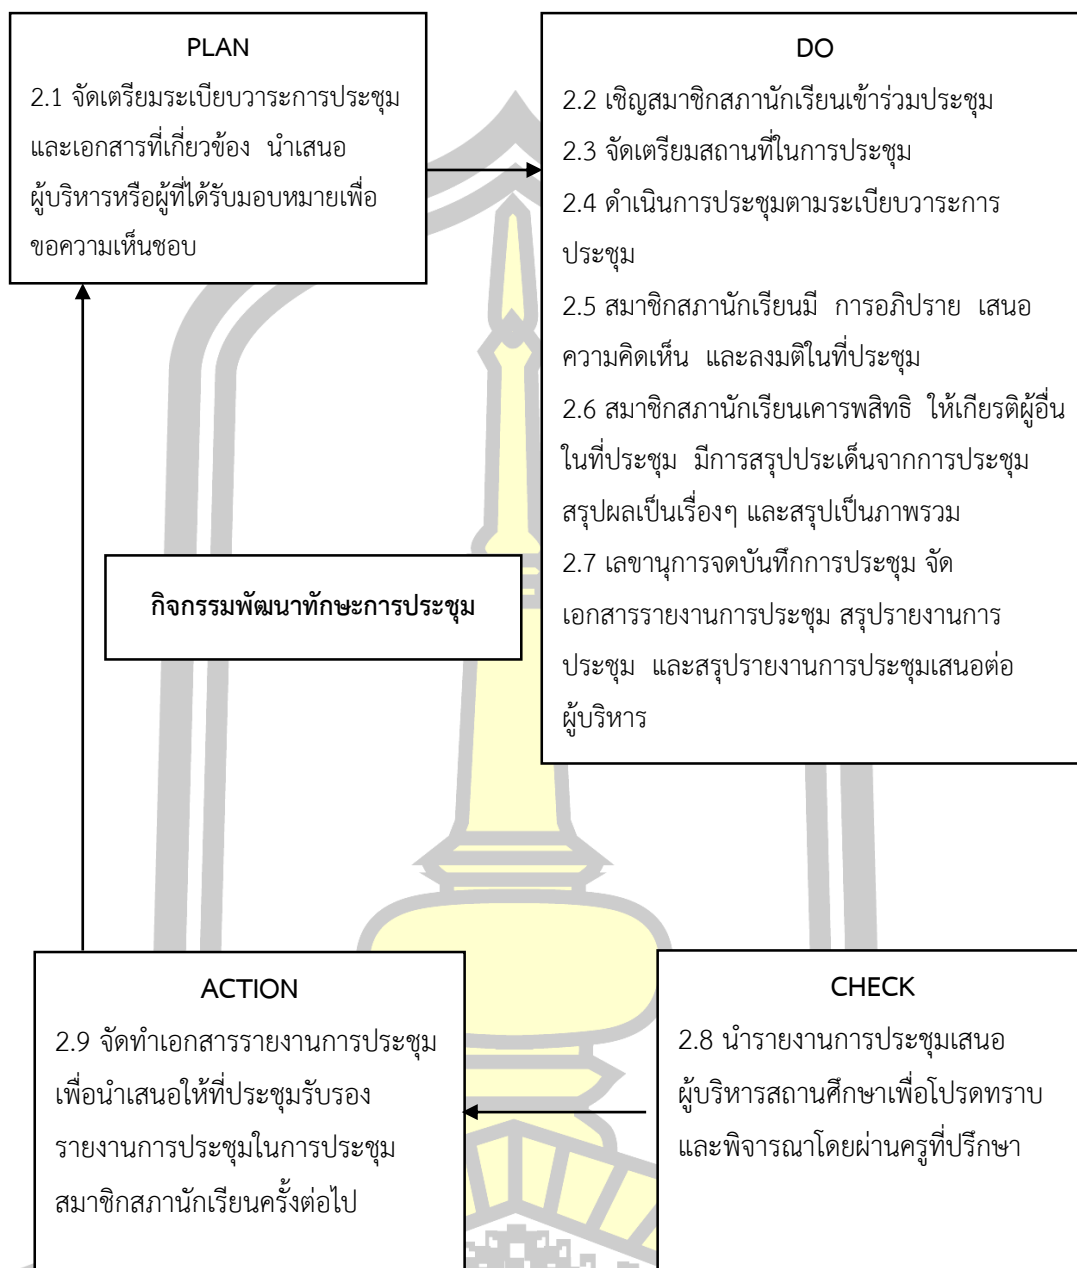 PLAN
2.1 จัดเตรียมระเบียบวาระการประชุม
และเอกสารที่เกี่ยวข้อง นำเสนอ
ผู้บริหารหรือผู้ที่ได้รับมอบหมายเพื่อ
ขอความเห็นชอบ
DO
2.2 เชิญสมาชิกสภานักเรียนเข้าร่วมประชุม
2.3 จัดเตรียมสถานที่ในการประชุม
2.4 ดำเนินการประชุมตามระเบียบวาระการ
ประชุม
2.5 สมาชิกสภานักเรียนมี การอภิปราย เสนอ
ความคิดเห็น และลงมติในที่ประชุม
2.6 สมาชิกสภานักเรียนเคารพสิทธิ ให้เกียรติผู้อื่น
ในที่ประชุม มีการสรุปประเด็นจากการประชุม
สรุปผลเป็นเรื่องๆ และสรุปเป็นภาพรวม
2.7 เลขานุการจดบันทึกการประชุม จัด
เอกสารรายงานการประชุม สรุปรายงานการ
ประชุม และสรุปรายงานการประชุมเสนอต่อ
ผู้บริหาร
กิจกรรมพัฒนาทักษะการประชุม
ACTION
2.9 จัดทำเอกสารรายงานการประชุม
เพื่อนำเสนอให้ที่ประชุมรับรอง
รายงานการประชุมในการประชุม
สมาชิกสภานักเรียนครั้งต่อไป
CHECK
2.8 นำรายงานการประชุมเสนอ
ผู้บริหารสถานศึกษาเพื่อโปรดทราบ
และพิจารณาโดยผ่านครูที่ปรึกษา